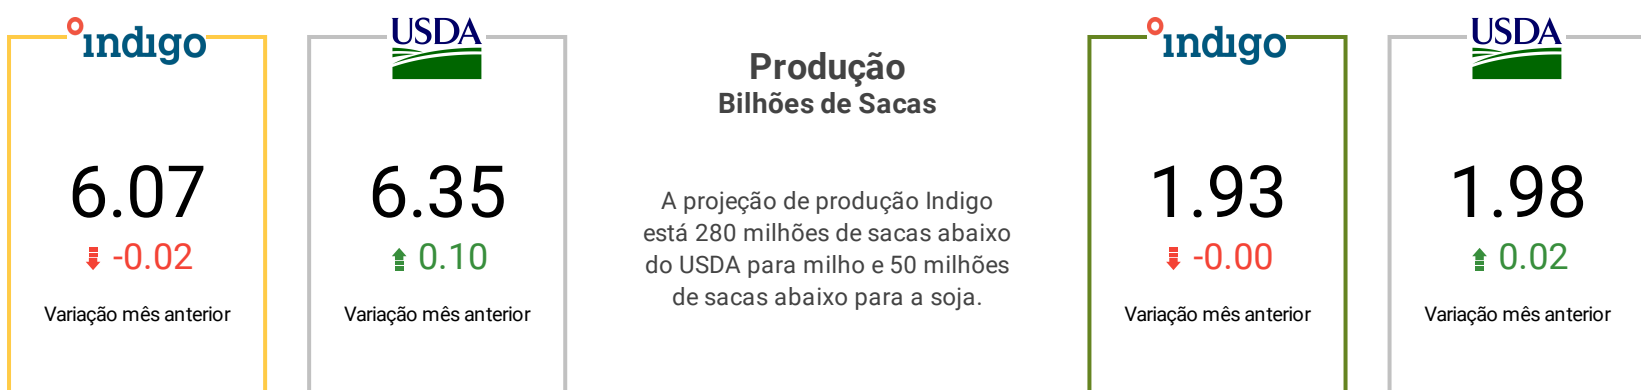 indigo
6.07
-0.02
Variação mês anterior
USDA
6.35
0.10
Variação mês anterior
Produção
Bilhões de Sacas
A projeção de produção Indigo
está 280 milhões de sacas abaixo
do USDA para milho e 50 milhões
de sacas abaixo para a soja.
indigo
1.93
-0.00
Variação mês anterior
USDA
1.98
0.02
Variação mês anterior